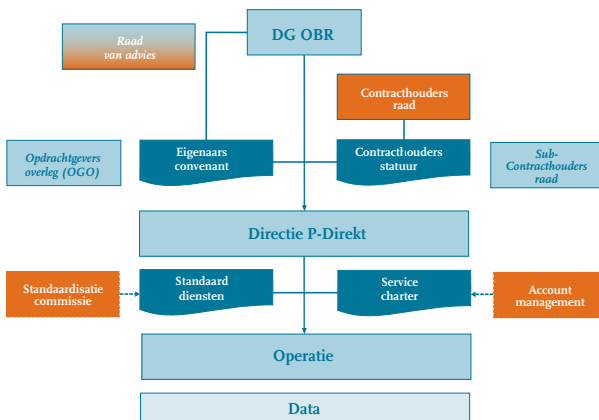 Raad
van advies
DG OBR
Contracthouders
raad
Opdrachtgevers
overleg (OGO)
Eigenaars
convenant
Contracthouders
statuur
Sub-
Contracthouders
raad
Directie P-Direkt
Standaardisatie
commissie
Standaard
diensten
Service
charter
Account
management
Operatie
Data